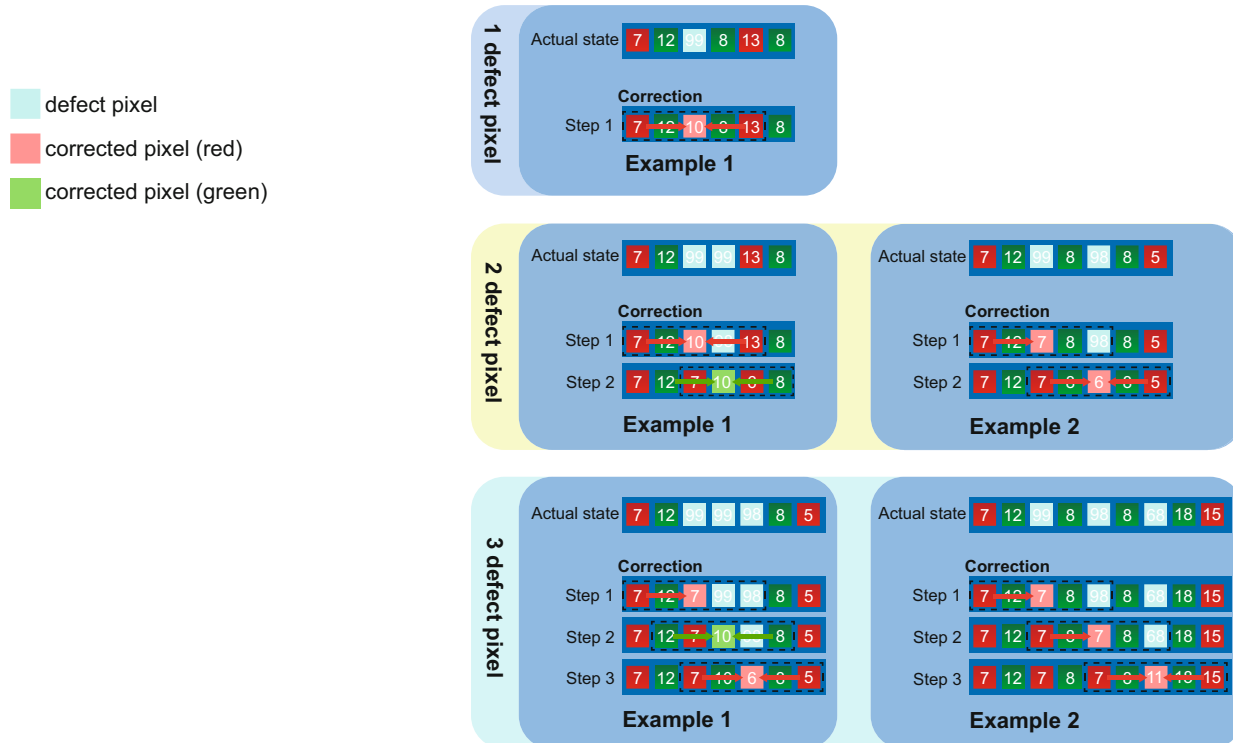 defect pixel
corrected pixel (red)
corrected pixel (green)
1 defect pixel
Actual state 7 12 99 8 13 8
Correction
Step 1 7 12 10 8 13 8
Example 1
2 defect pixel
Actual state 7 12 99 99 13 8
Correction
Step 1 7 12 10 13 8
Step 2 7 12 7 10 8
Example 1
Actual state 7 12 99 8 98 8 5
Correction
Step 1 7 12 7 8 98 8 5
Step 2 7 12 7 8 6 8 5
Example 2
3 defect pixel
Actual state 7 12 99 99 98 8 5
Correction
Step 1 7 12 7 99 98 8 5
Step 2 7 12 7 10 8 5
Step 3 7 12 7 10 6 8 5
Example 1
Actual state 7 12 99 8 98 8 68 18 15
Correction
Step 1 7 12 7 8 98 8 68 18 15
Step 2 7 12 7 8 7 8 68 18 15
Step 3 7 12 7 8 7 8 11 18 15
Example 2